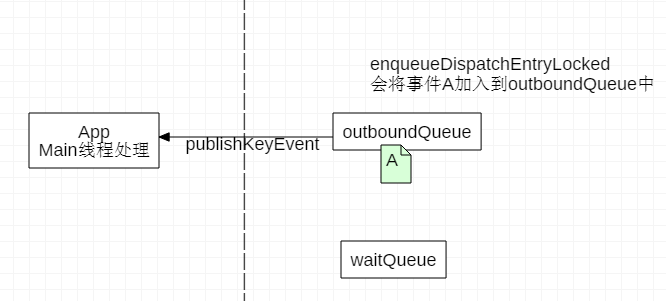 enqueueDispatchEntryLocked
会将事件A加入到outboundQueue中
App
Main线程处理
publishKeyEvent
outboundQueue
A
waitQueue